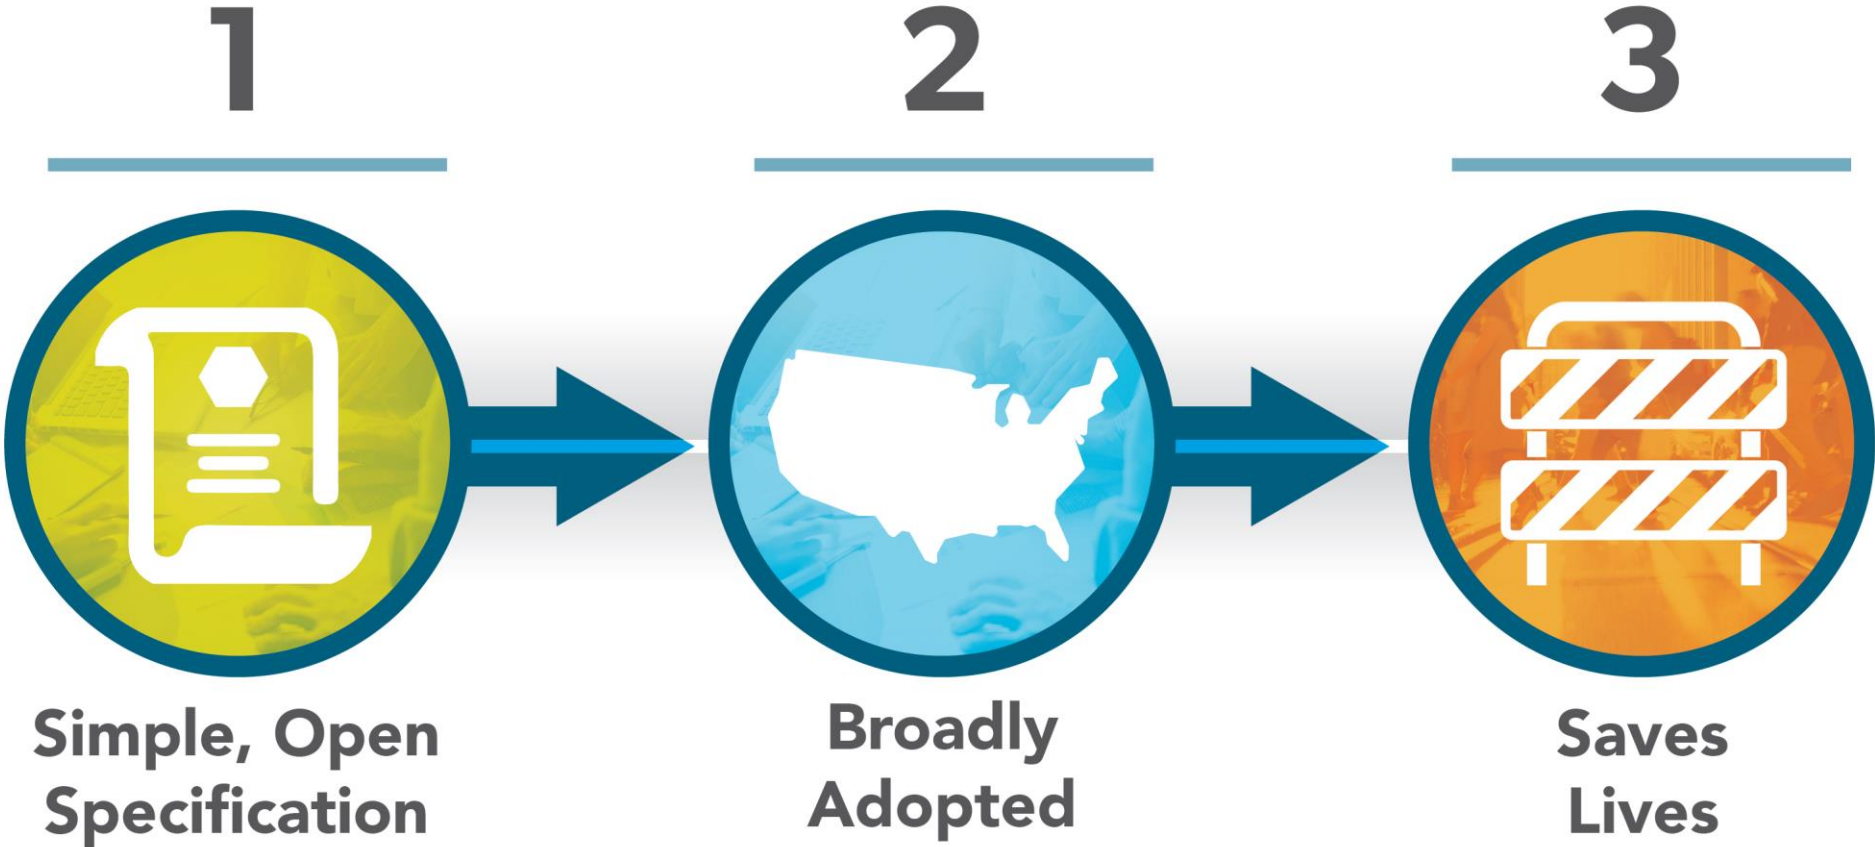 1
2
3
Simple, Open
Specification
Broadly
Adopted
Saves
Lives